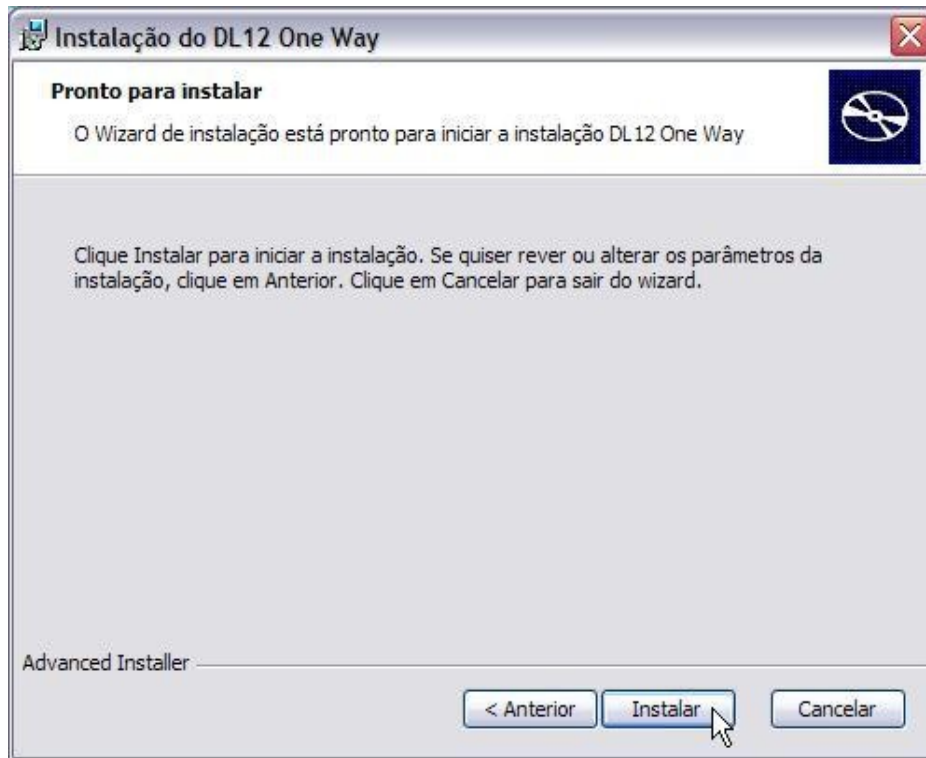 Instalação do DL12 One Way
Pronto para instalar
O Wizard de instalação está pronto para iniciar a instalação DL12 One Way
Clique Instalar para iniciar a instalação. Se quiser rever ou alterar os parâmetros da
instalação, clique em Anterior. Clique em Cancelar para sair do wizard.
Advanced Installer
< Anterior
Instalar
Cancelar